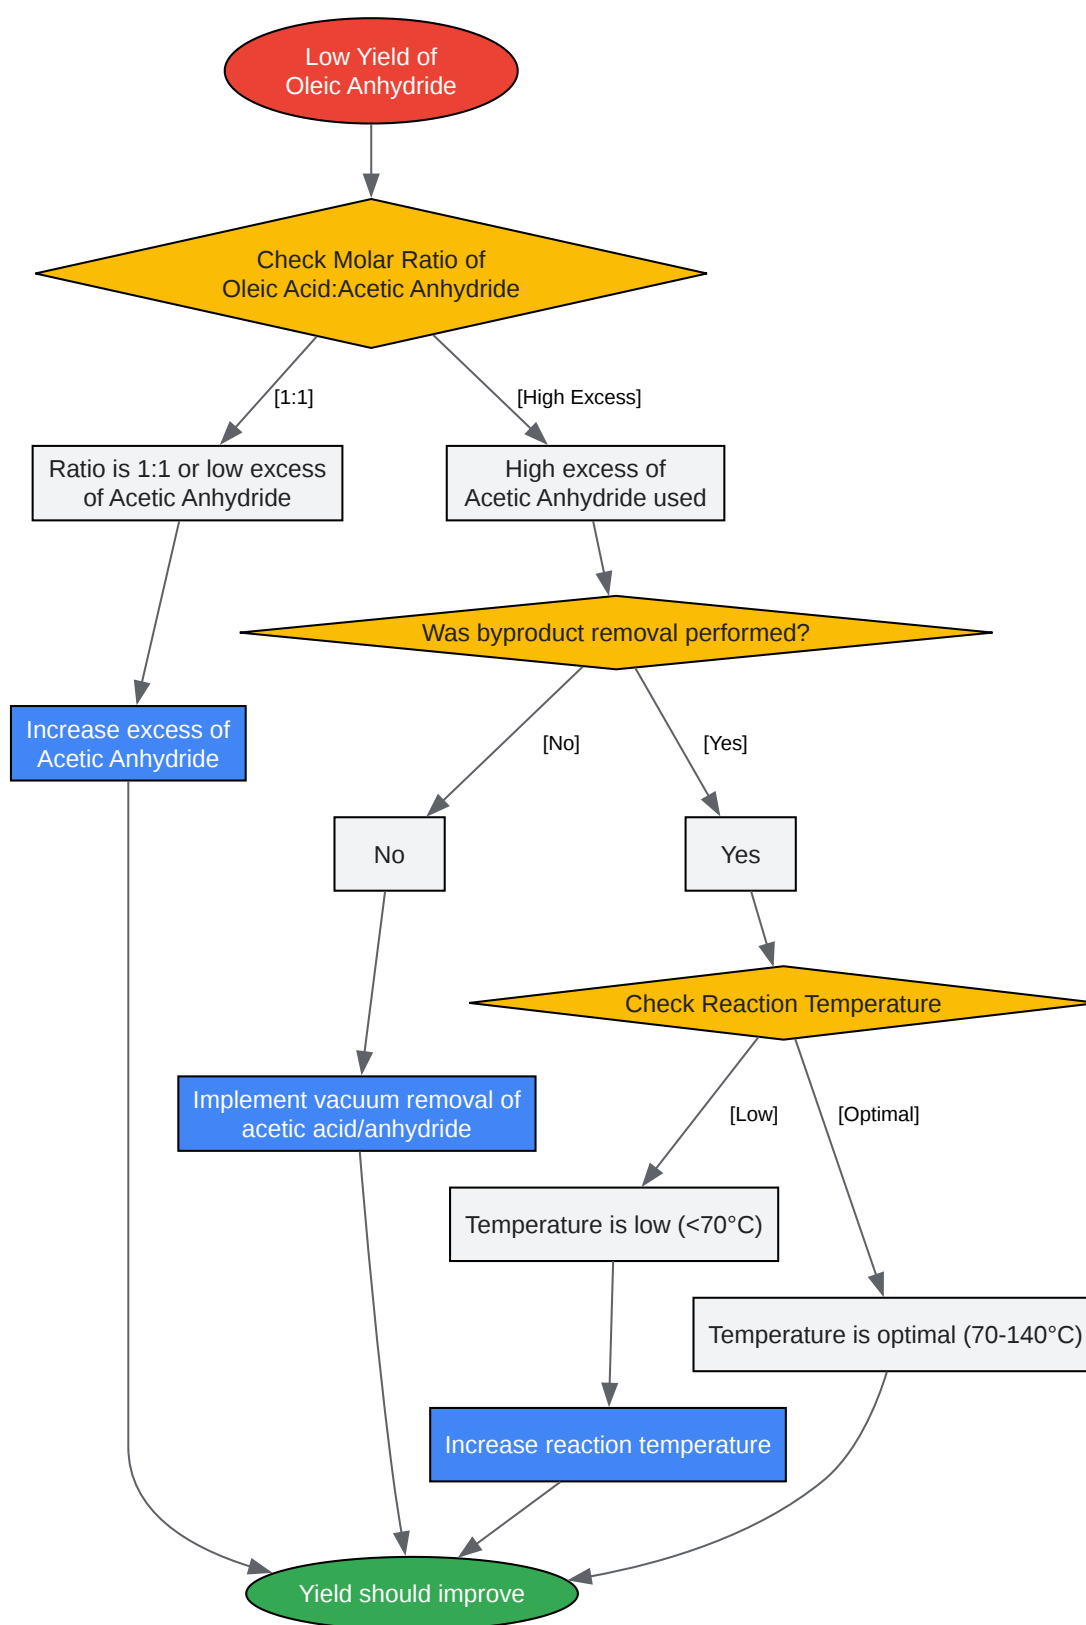 Low Yield of
Oleic Anhydride
Check Molar Ratio of
Oleic Acid:Acetic Anhydride
[1:1]
[High Excess]
Ratio is 1:1 or low excess
of Acetic Anhydride
High excess of
Acetic Anhydride used
Was byproduct removal performed?
Increase excess of
Acetic Anhydride
[No]
[Yes]
No
Yes
Check Reaction Temperature
Implement vacuum removal of
acetic acid/anhydride
[Low]
[Optimal]
Temperature is low (<70°C)
Temperature is optimal (70-140°C)
Increase reaction temperature
Yield should improve